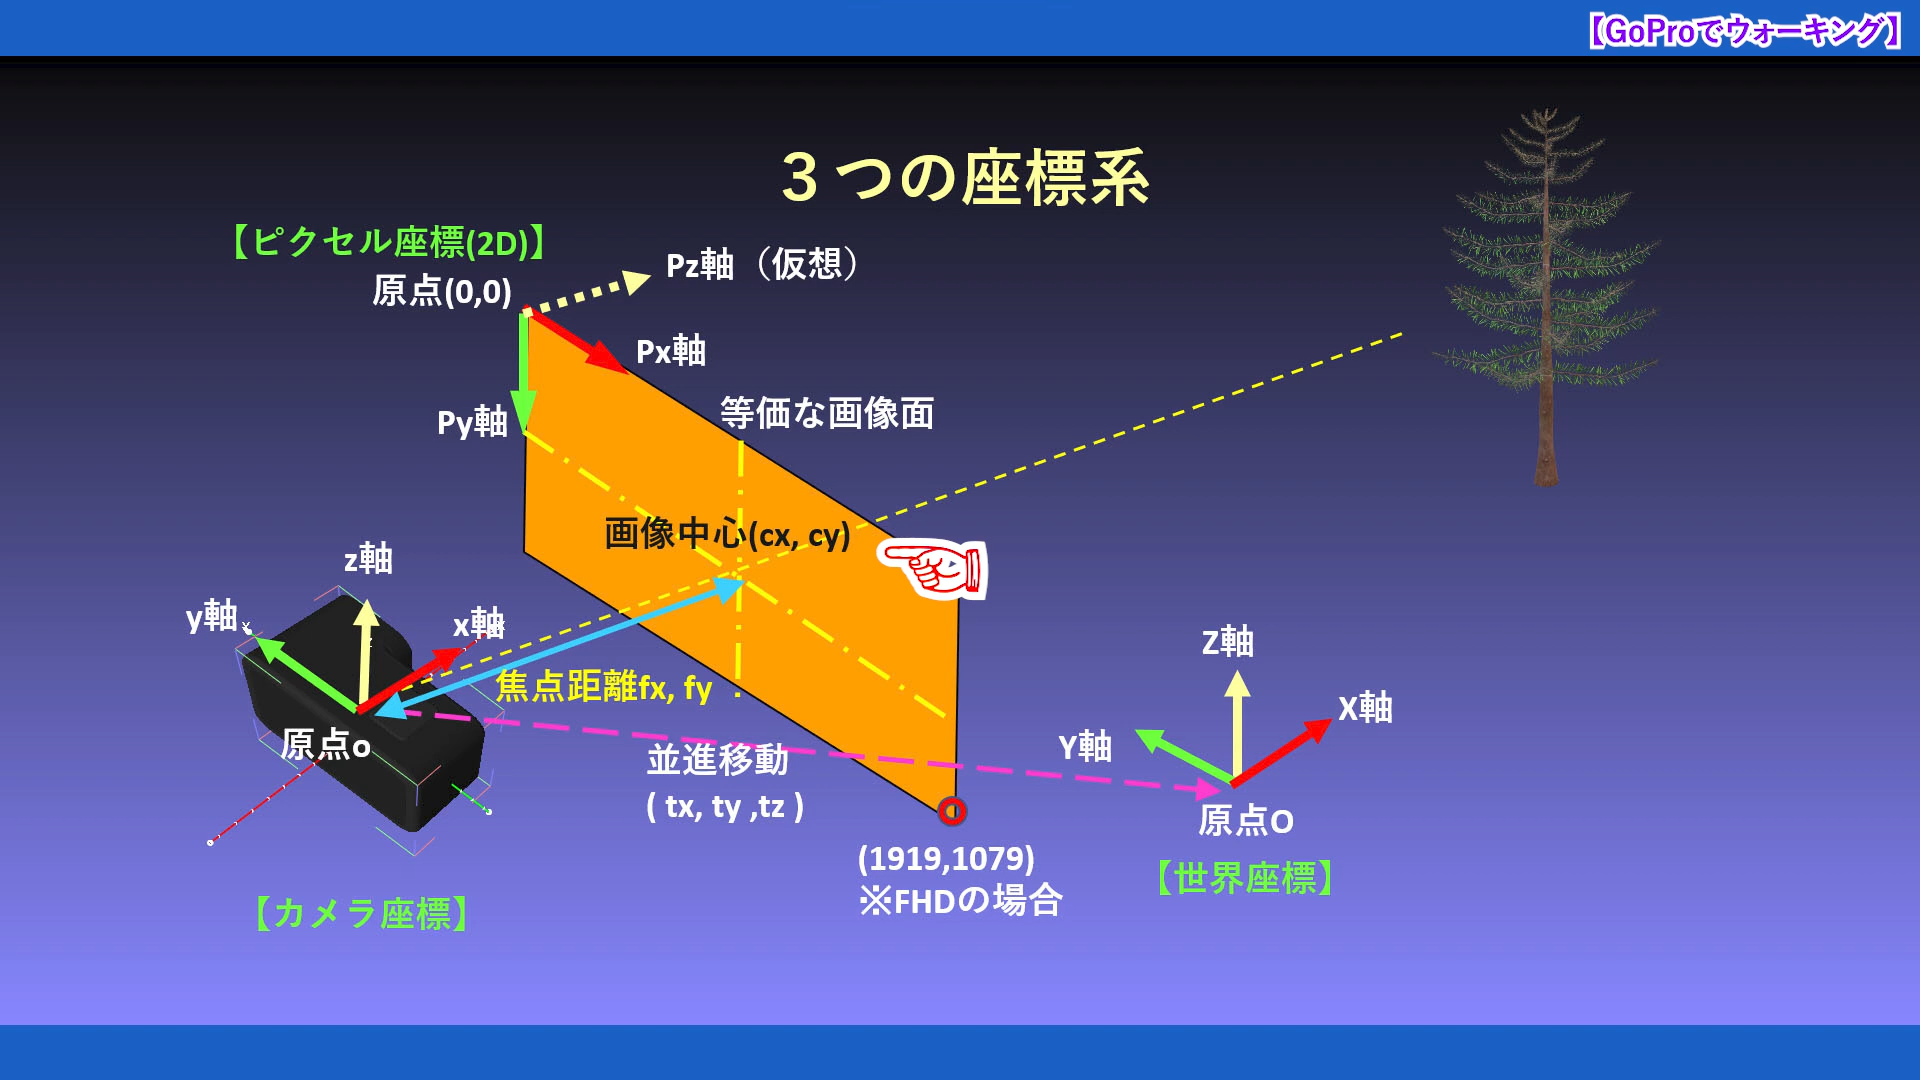 【GoProでウォーキング】
３つの座標系
【ピクセル座標(2D)】
原点(0,0)
Pz軸（仮想）
Px軸
Py軸
等価な画像面
画像中心(cx, cy)
z軸
y軸
x軸
焦点距離fx, fy
原点o
並進移動
( tx, ty ,tz )
Z軸
X軸
Y軸
原点O
(1919,1079)
※FHDの場合
【世界座標】
【カメラ座標】